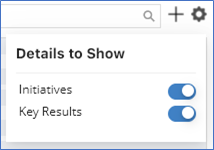 Details to Show
Initiatives
Key Results